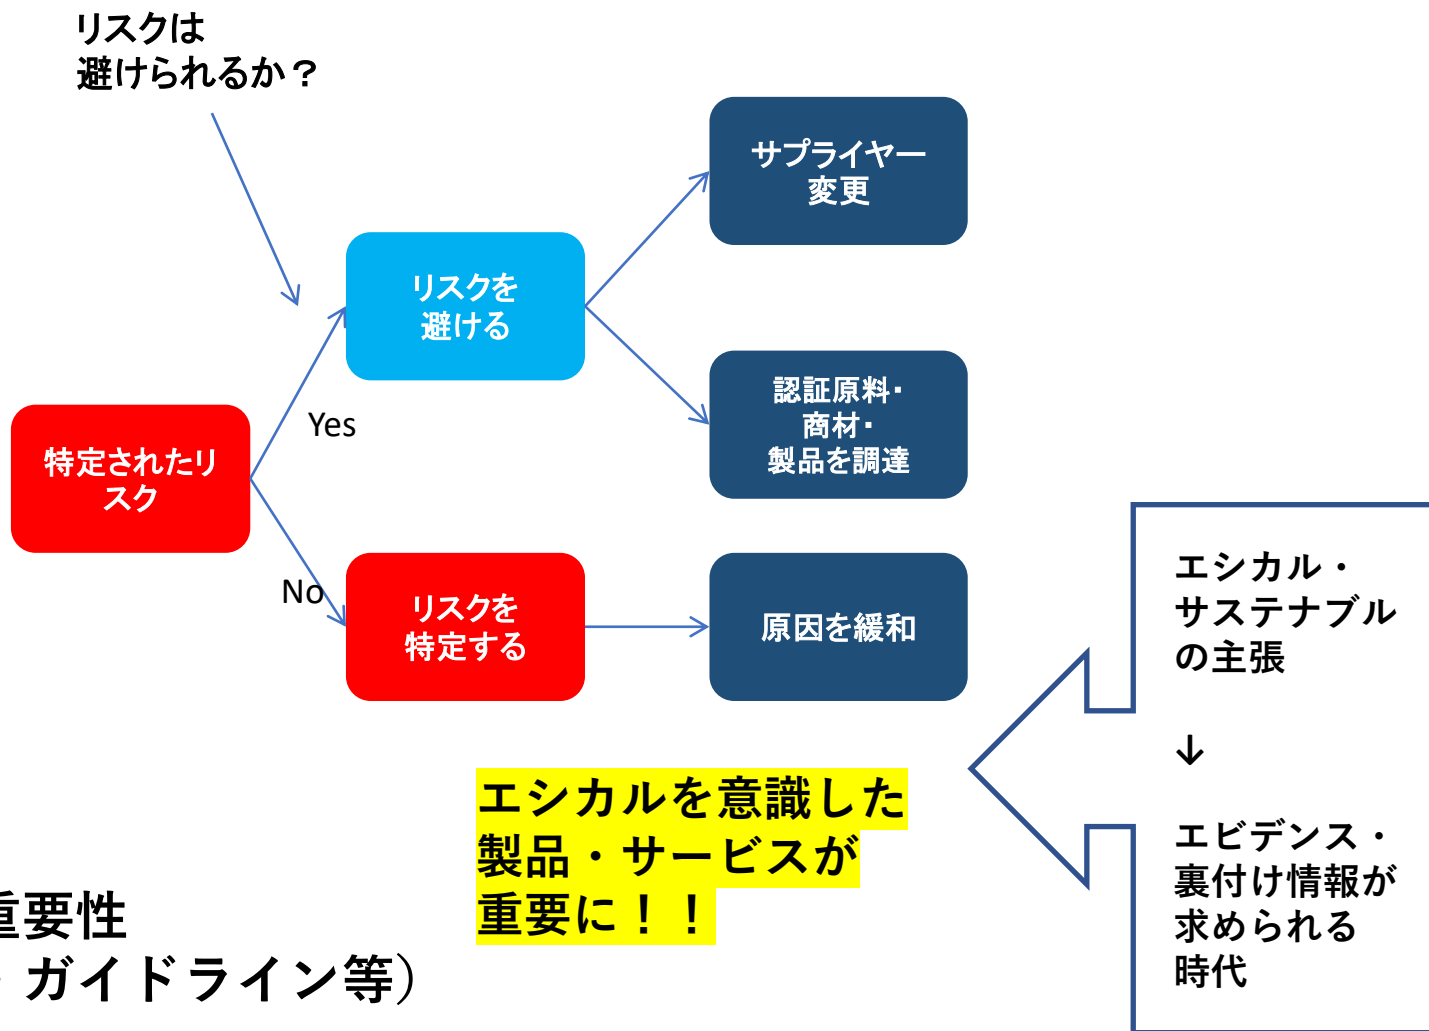 リスクは
避けられるか？
サプライヤー
変更
リスクを
避ける
Yes
認証原料・
商材・
製品を調達
特定されたリ
スク
No
リスクを
特定する
原因を緩和
エシカル・
サステナブル
の主張
↓
エビデンス・
裏付け情報が
求められる
時代
エシカルを意識した
製品・サービスが
重要に！！
重要性
・ガイドライン等）